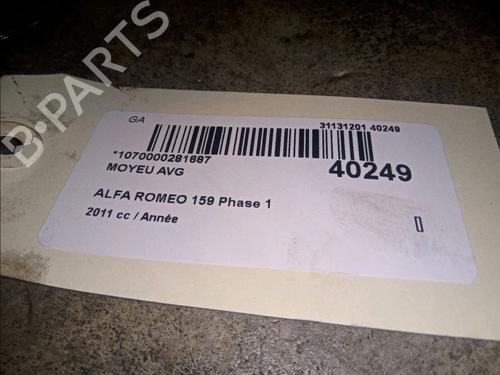 GA
31131201 40249
*1070000281687
40249
MOYEU AVG
ALFA ROMEO 159 Phase 1
2011 cc / Année
B-PARTS